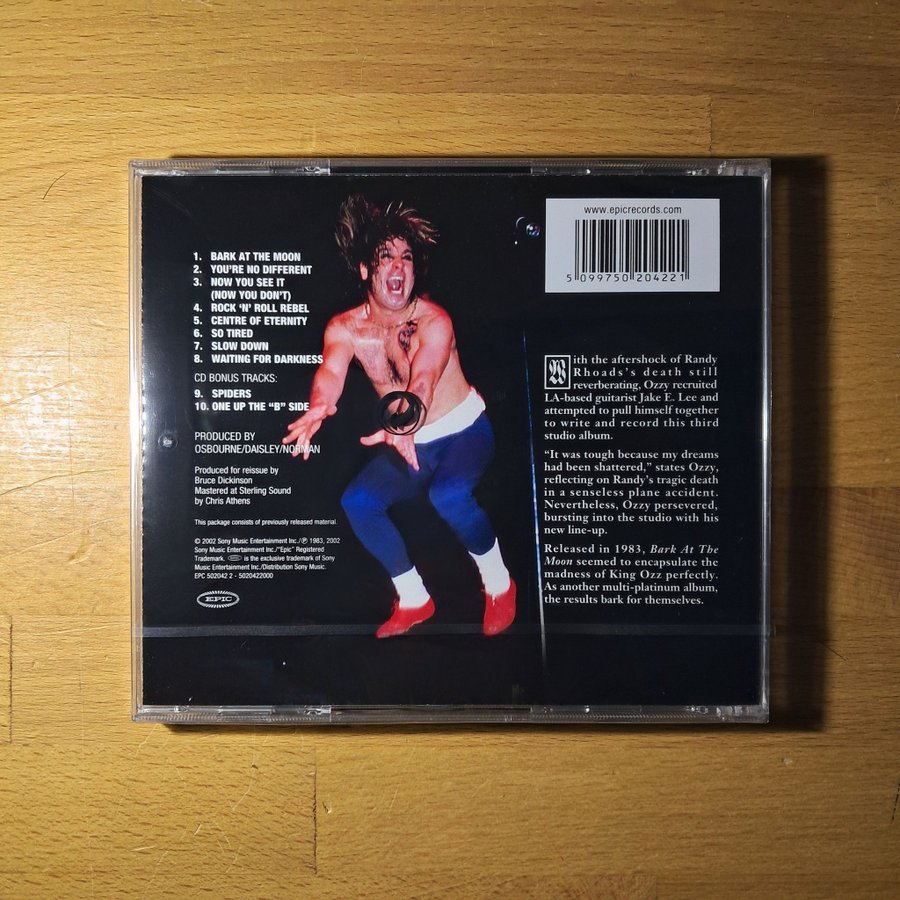 www.epicrecords.com
5 099750 204221
1. BARK AT THE MOON
2. YOU'RE NO DIFFERENT
3. NOW YOU SEE IT
(NOW YOU DON'T)
4. ROCK 'N' ROLL REBEL
5. CENTRE OF ETERNITY
6. SO TIRED
7. SLOW DOWN
8. WAITING FOR DARKNESS
CD BONUS TRACKS:
9. SPIDERS
10. ONE UP THE "B" SIDE
PRODUCED BY
OSBOURNE/DAISLEY/NORMAN
Produced for reissue by
Bruce Dickinson
Mastered at Sterling Sound
by Chris Athens
This package consists of previously released material.
© 2002 Sony Music Entertainment Inc./℗ 1983, 2002
Sony Music Entertainment Inc./"Epic" Registered
Trademark. EPIC is the exclusive trademark of Sony
Music Entertainment Inc./Distribution Sony Music.
EPC 502042 2 - 5020422000
EPIC
With the aftershock of Randy
Rhoads's death still
reverberating, Ozzy recruited
LA-based guitarist Jake E. Lee and
attempted to pull himself together
to write and record this third
studio album.
"It was tough because my dreams
had been shattered," states Ozzy,
reflecting on Randy's tragic death
in a senseless plane accident.
Nevertheless, Ozzy persevered,
bursting into the studio with his
new line-up.
Released in 1983, Bark At The
Moon seemed to encapsulate the
madness of King Ozz perfectly.
As another multi-platinum album,
the results bark for themselves.